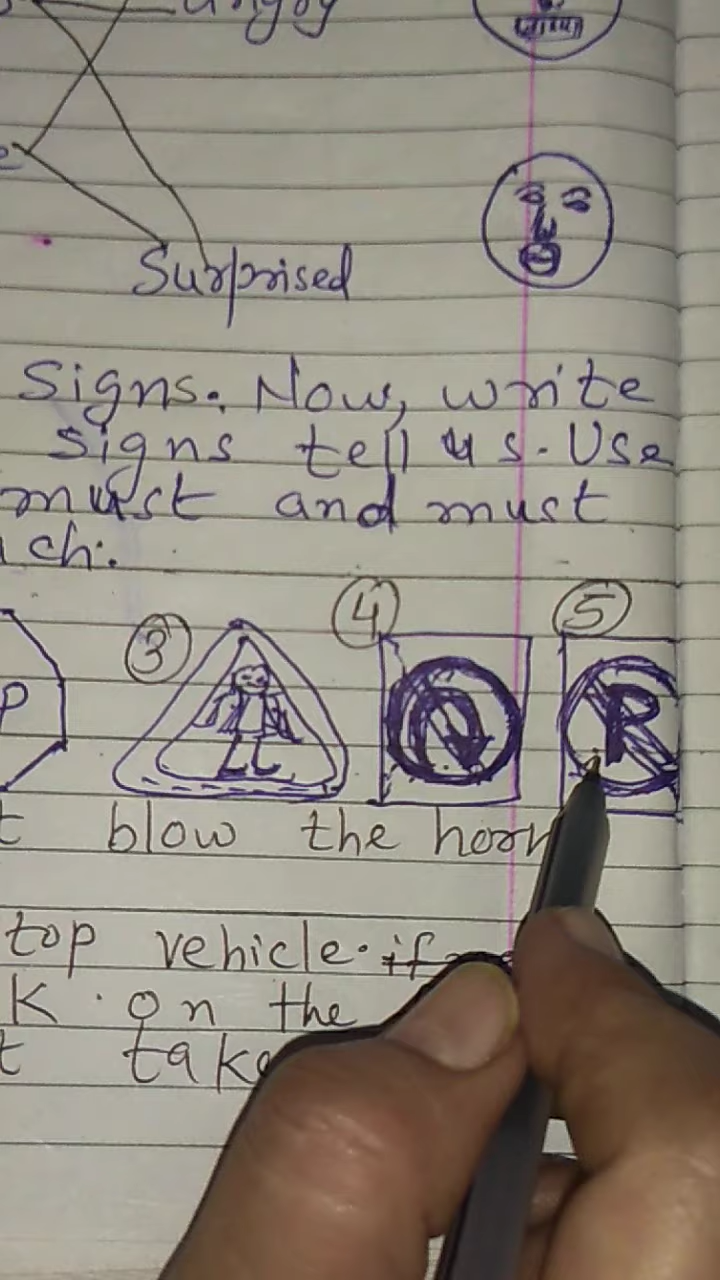 Surprised
Signs. Now, write
signs tell us. Use
must and must
ch.
3 4 5
P P
t blow the horn
top vehicle. if
K. on the
t take